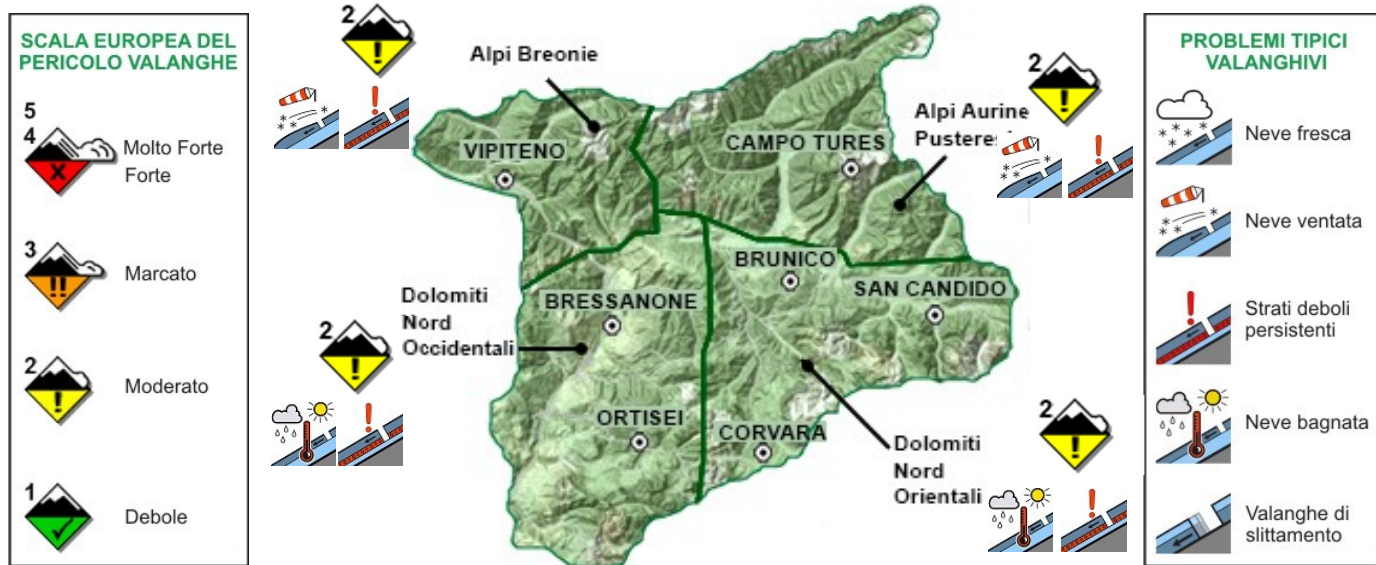 SCALA EUROPEA DEL
PERICOLO VALANGHE
5
4
Molto Forte
Forte
3
Marcato
2
Moderato
1
Debole
2
Alpi Breonie
VIPITENO
2
Alpi Aurine
CAMPO TURES
BRUNICO
SAN CANDIDO
BRESSANONE
Dolomiti
Nord
Occidentali
2
ORTISEI
CORVARA
Dolomiti
Nord
Orientali
2
PROBLEMI TIPICI
VALANGHIVI
Neve fresca
Neve ventata
Strati deboli
persistenti
Neve bagnata
Valanghe di
slittamento